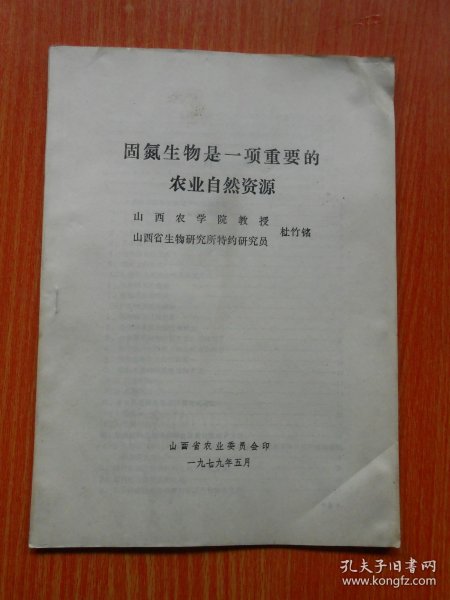 固氮生物是一项重要的
农业自然资源
山西农学院教授
山西省生物研究所特约研究员
杜竹铭
山西省农业委员会印
一九七九年五月
孔夫子旧书网
www.kongfz.com